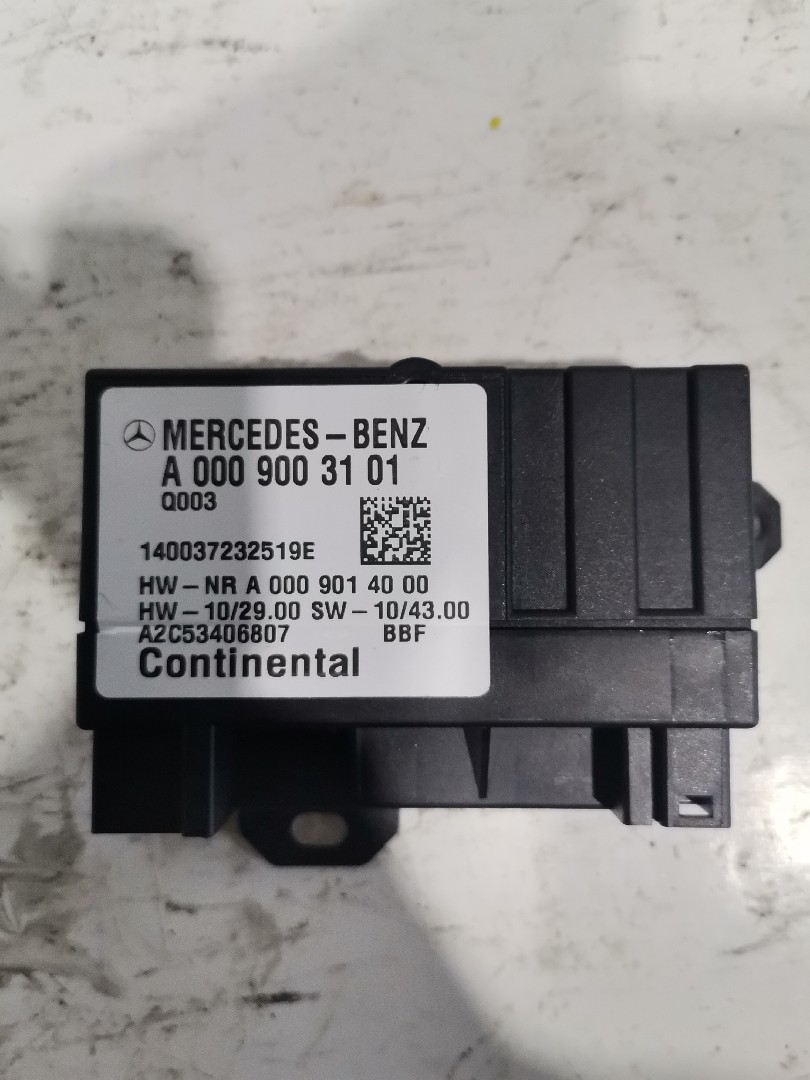 MERCEDES-BENZ
A 000 900 31 01
Q003
140037232519E
HW-NR A 000 901 40 00
HW-10/29.00 SW-10/43.00
A2C53406807 BBF
Continental